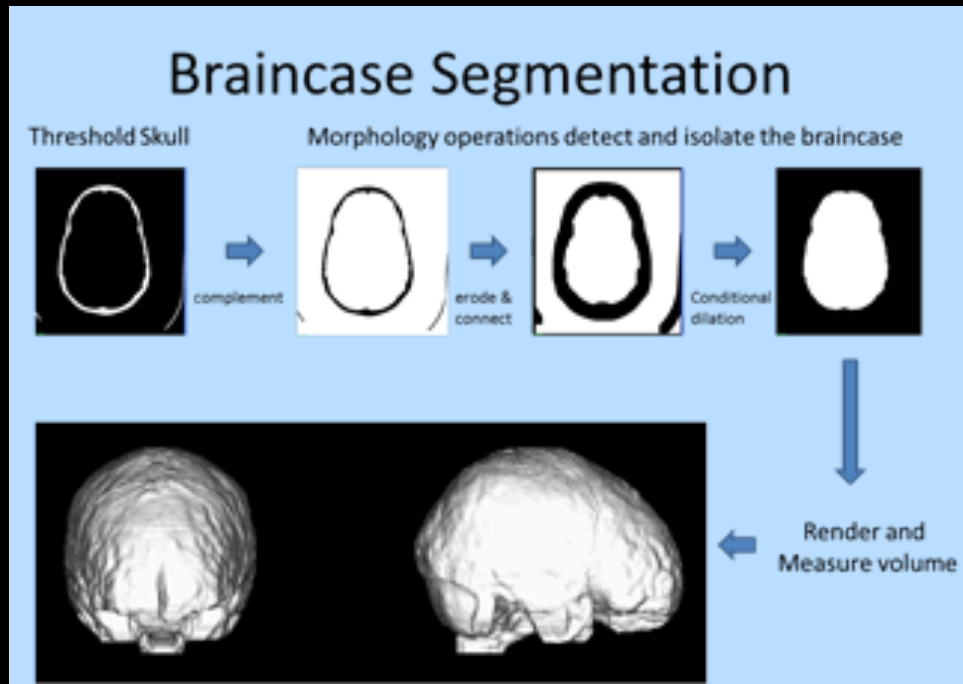 Braincase Segmentation
Threshold Skull
Morphology operations detect and isolate the braincase
complement
erode &
connect
Conditional
dilation
Render and
Measure volume